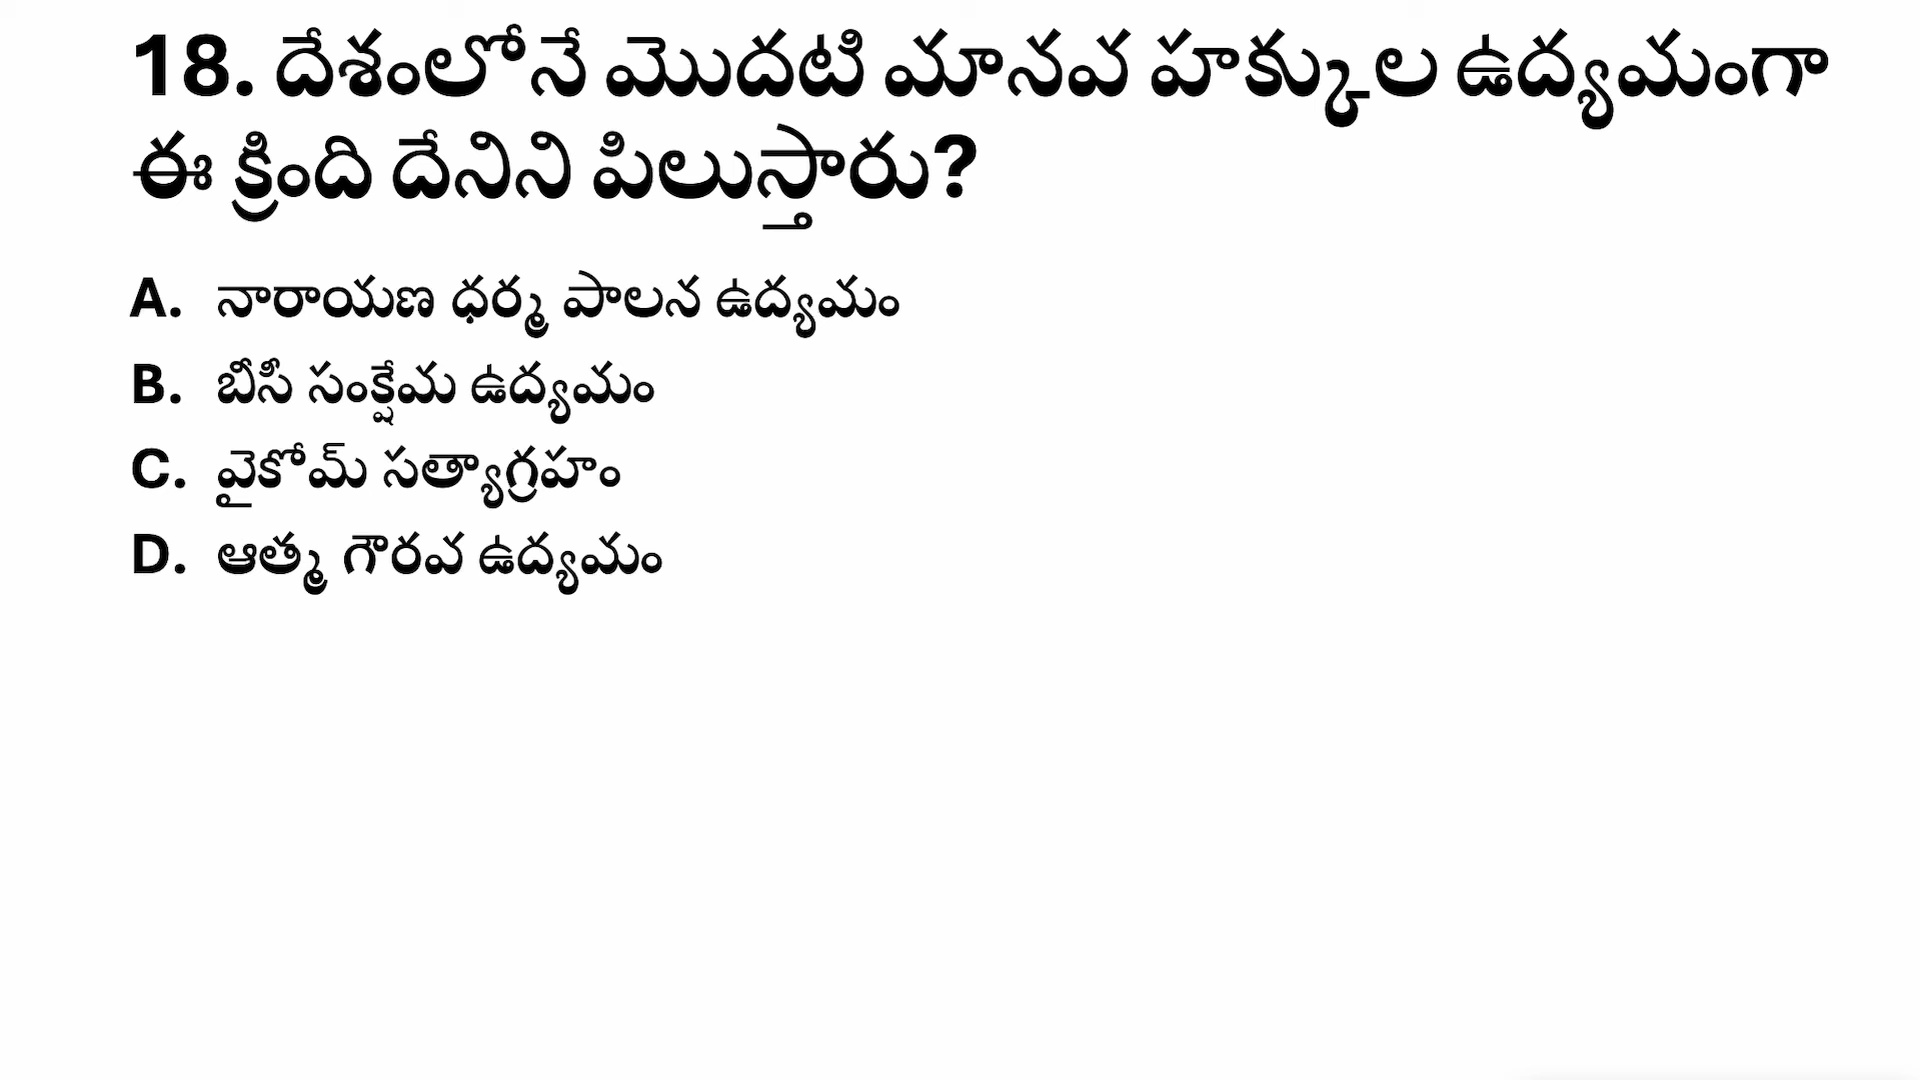 18. దేశంలోనే మొదటి మానవ హక్కుల ఉద్యమంగా
ఈ క్రింది దేనిని పిలుస్తారు?
A. నారాయణ ధర్మ పాలన ఉద్యమం
B. బీసీ సంక్షేమ ఉద్యమం
C. వైకోమ్ సత్యాగ్రహం
D. ఆత్మ గౌరవ ఉద్యమం